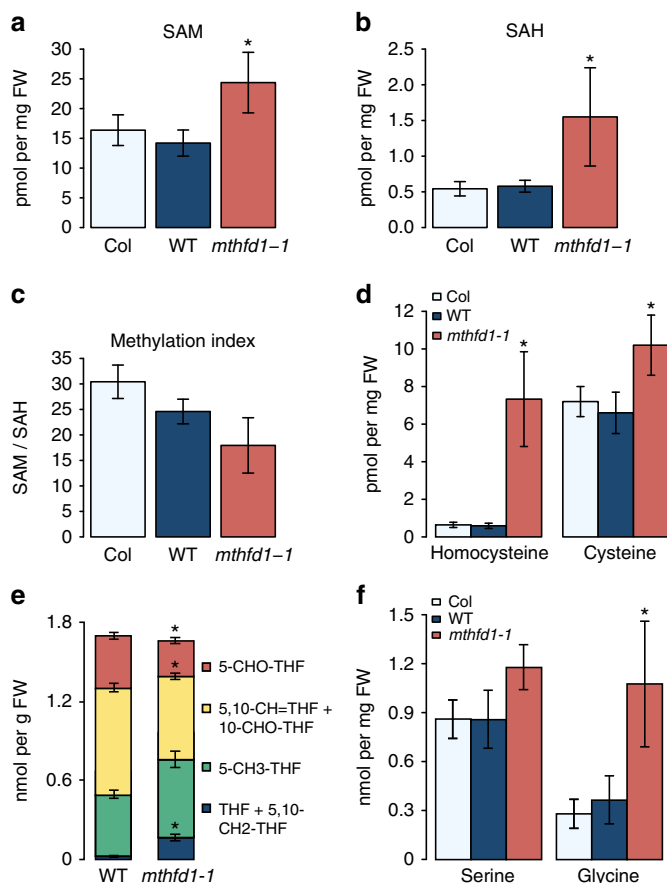 a
SAM
pmol per mg FW
30
25
20
15
10
5
0
*
Col
WT
mthfd1–1
b
SAH
pmol per mg FW
2.5
2.0
1.5
1.0
0.5
0.0
*
Col
WT
mthfd1–1
c
Methylation index
SAM / SAH
35
30
25
20
15
10
5
0
Col
WT
mthfd1–1
d
Col
WT
mthfd1-1
pmol per mg FW
12
10
8
6
4
2
0
*
*
Homocysteine
Cysteine
e
nmol per g FW
1.8
1.2
0.6
0
*
*
*
WT
mthfd1-1
5-CHO-THF
5,10-CH=THF +
10-CHO-THF
5-CH3-THF
THF + 5,10-
CH2-THF
f
Col
WT
mthfd1-1
nmol per mg FW
1.5
1.2
0.9
0.6
0.3
0
*
Serine
Glycine